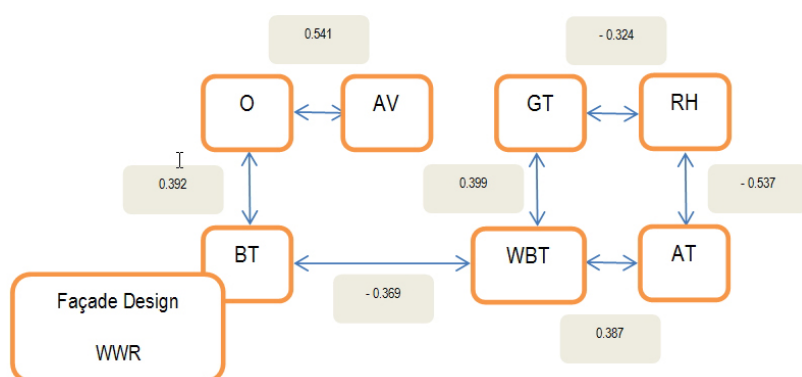 0.541
- 0.324
O
AV
GT
RH
0.392
0.399
- 0.537
BT
WBT
AT
- 0.369
0.387
Façade Design
WWR